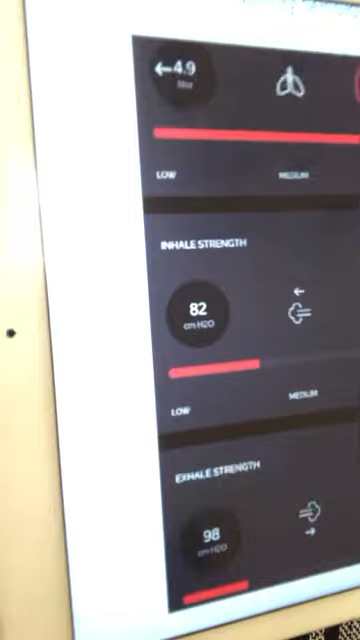 ←4.9
LOW MEDIUM
INHALE STRENGTH
82
cm H2O
LOW MEDIUM
EXHALE STRENGTH
98
cm H2O